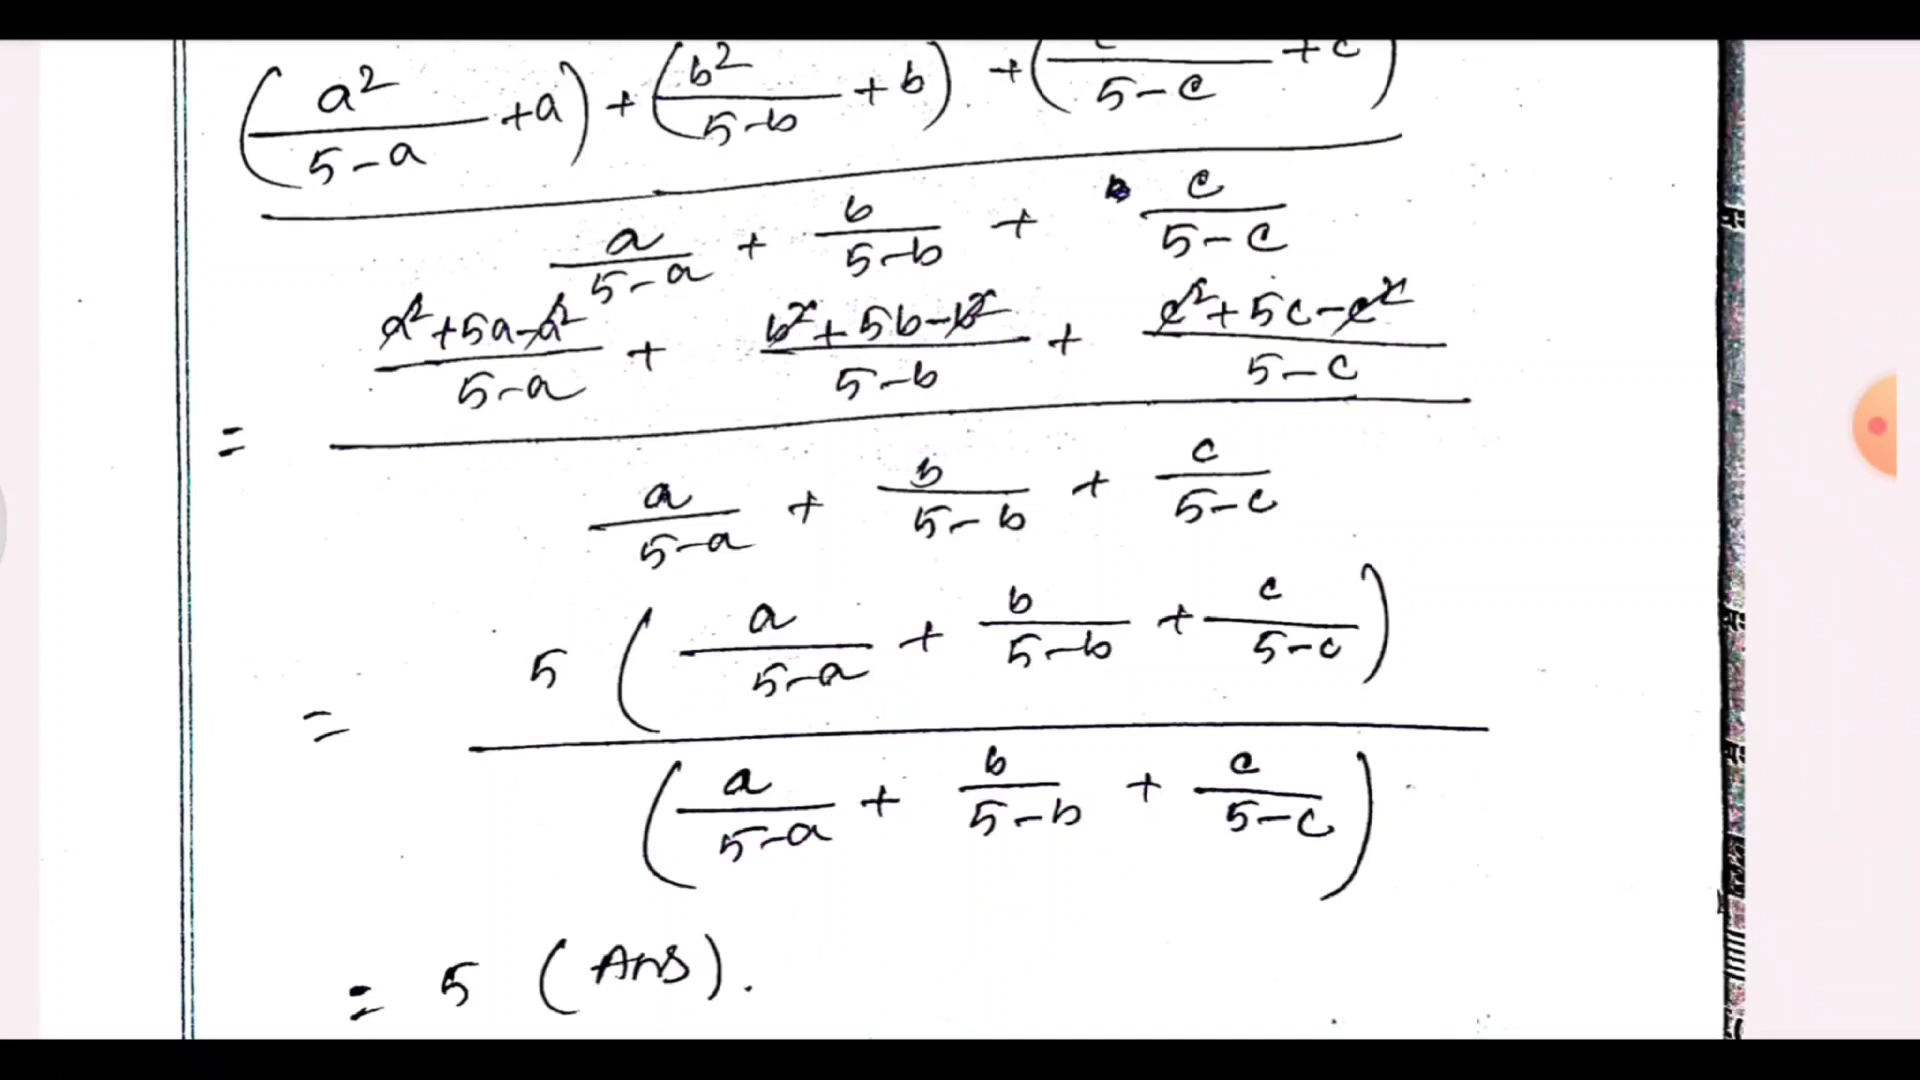 (a²/(5-a) + a) + (b²/(5-b) + b) + ( /(5-c) + c)
a/(5-a) + b/(5-b) + c/(5-c)
= (a²+5a-a²)/(5-a) + (b²+5b-b²)/(5-b) + (c²+5c-c²)/(5-c)
a/(5-a) + b/(5-b) + c/(5-c)
= 5 (a/(5-a) + b/(5-b) + c/(5-c))
(a/(5-a) + b/(5-b) + c/(5-c))
= 5 (Ans).